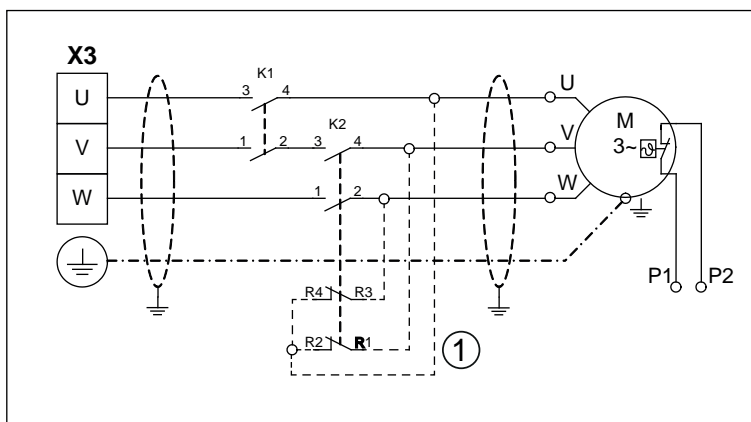 X3
K1
U 3 4 U
K2 M
V 1 2 3 4 V 3~ ϑ
W 1 2 W
P1 P2
R4 R3
R2 R1 1